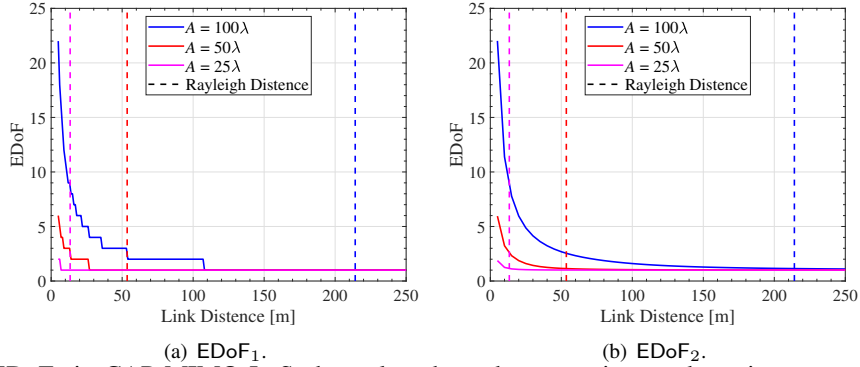 25
20
15
10
5
0
EDoF
A = 100λ
A = 50λ
A = 25λ
Rayleigh Distence
0 50 100 150 200 250
Link Distance [m]
(a) EDoF₁.
25
20
15
10
5
0
EDoF
A = 100λ
A = 50λ
A = 25λ
Rayleigh Distence
0 50 100 150 200 250
Link Distance [m]
(b) EDoF₂.